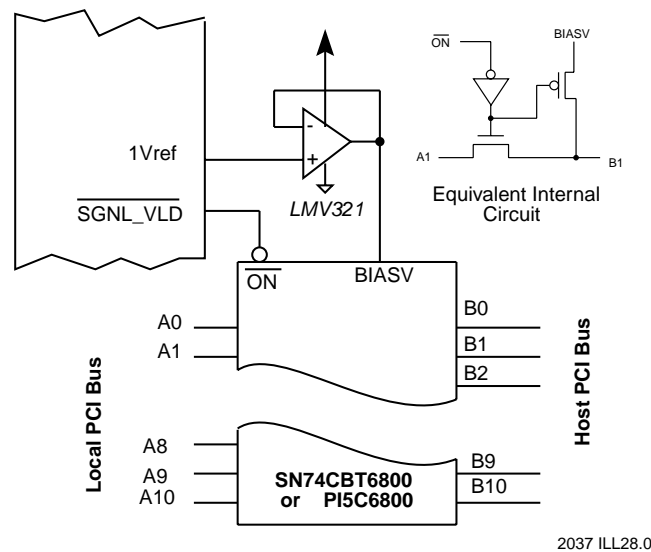 ON
BIASV
1Vref
-
+
A1
B1
LMV321
Equivalent Internal
Circuit
SGNL_VLD
ON
BIASV
A0
A1
B0
B1
B2
Local PCI Bus
Host PCI Bus
A8
A9
A10
SN74CBT6800
or PI5C6800
B9
B10
2037 ILL28.0